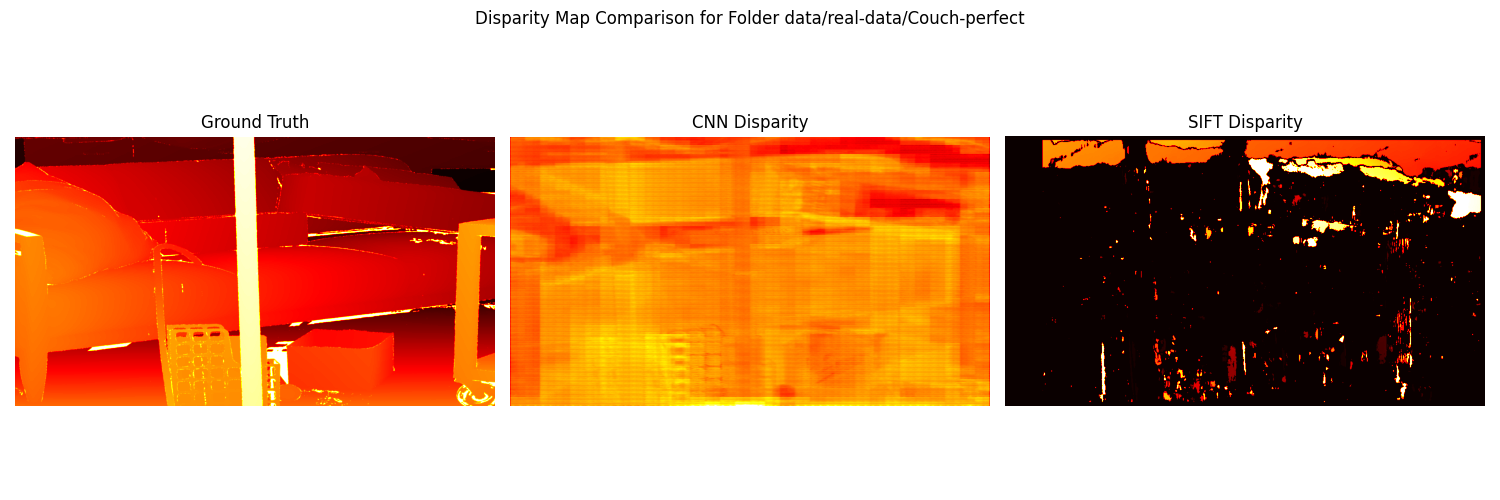 Disparity Map Comparison for Folder data/real-data/Couch-perfect
Ground Truth
CNN Disparity
SIFT Disparity